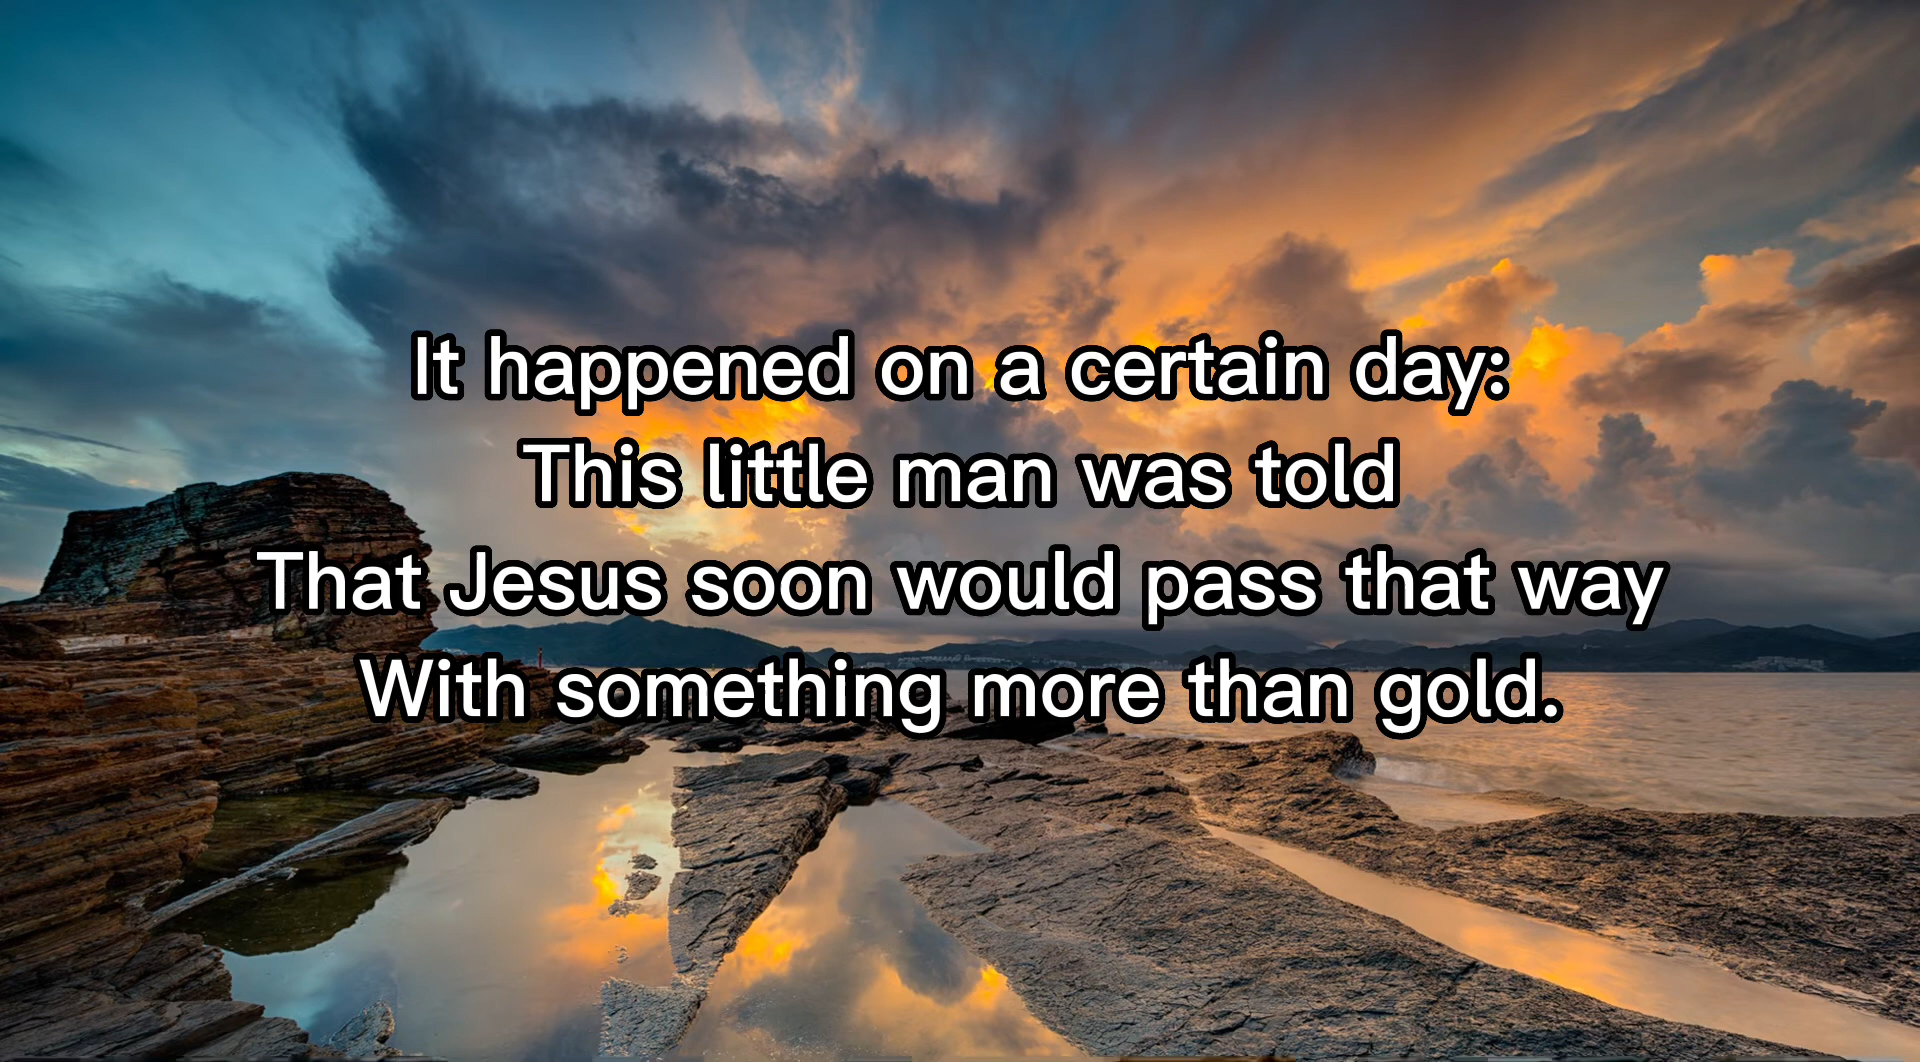 It happened on a certain day:
This little man was told
That Jesus soon would pass that way
With something more than gold.